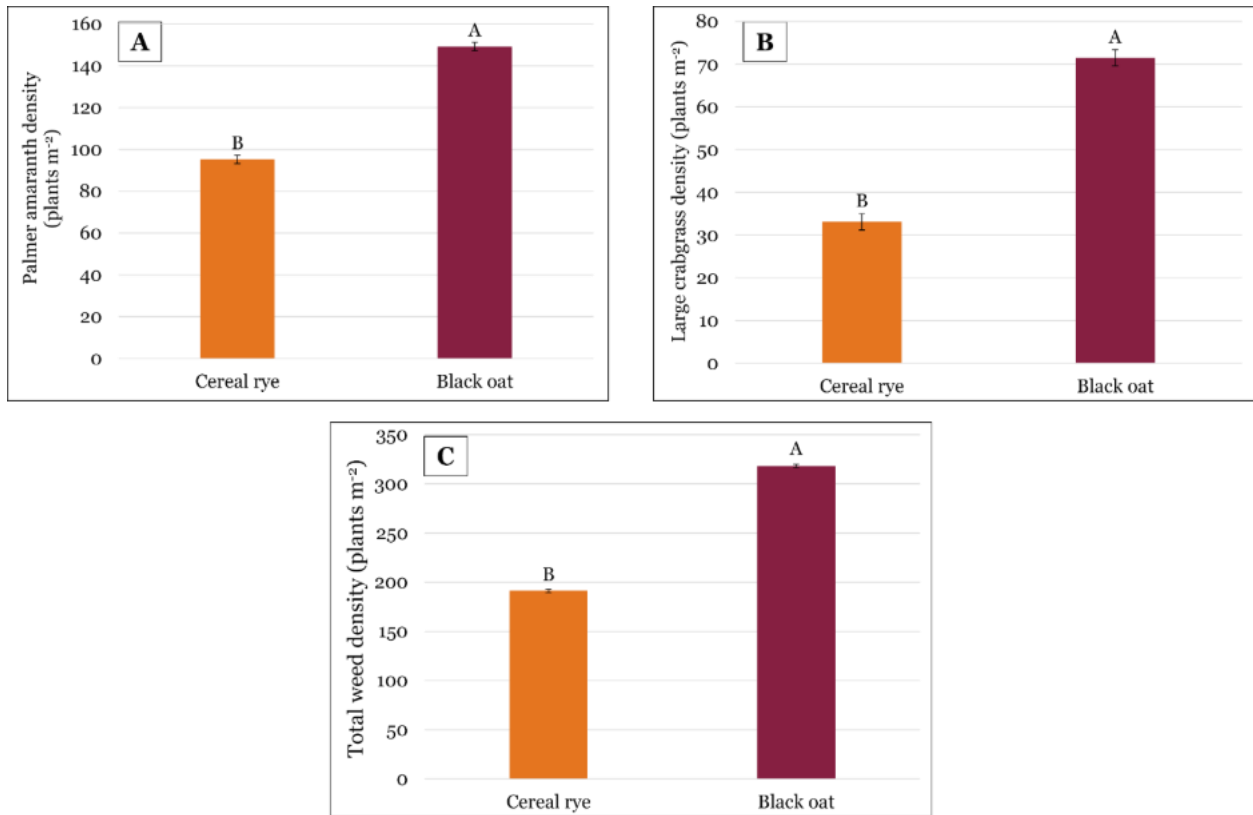 A
Palmer amaranth density
(plants m⁻²)
160
140
120
100
80
60
40
20
0
B
A
Cereal rye
Black oat
B
Large crabgrass density (plants m⁻²)
80
70
60
50
40
30
20
10
0
B
A
Cereal rye
Black oat
C
Total weed density (plants m⁻²)
350
300
250
200
150
100
50
0
B
A
Cereal rye
Black oat